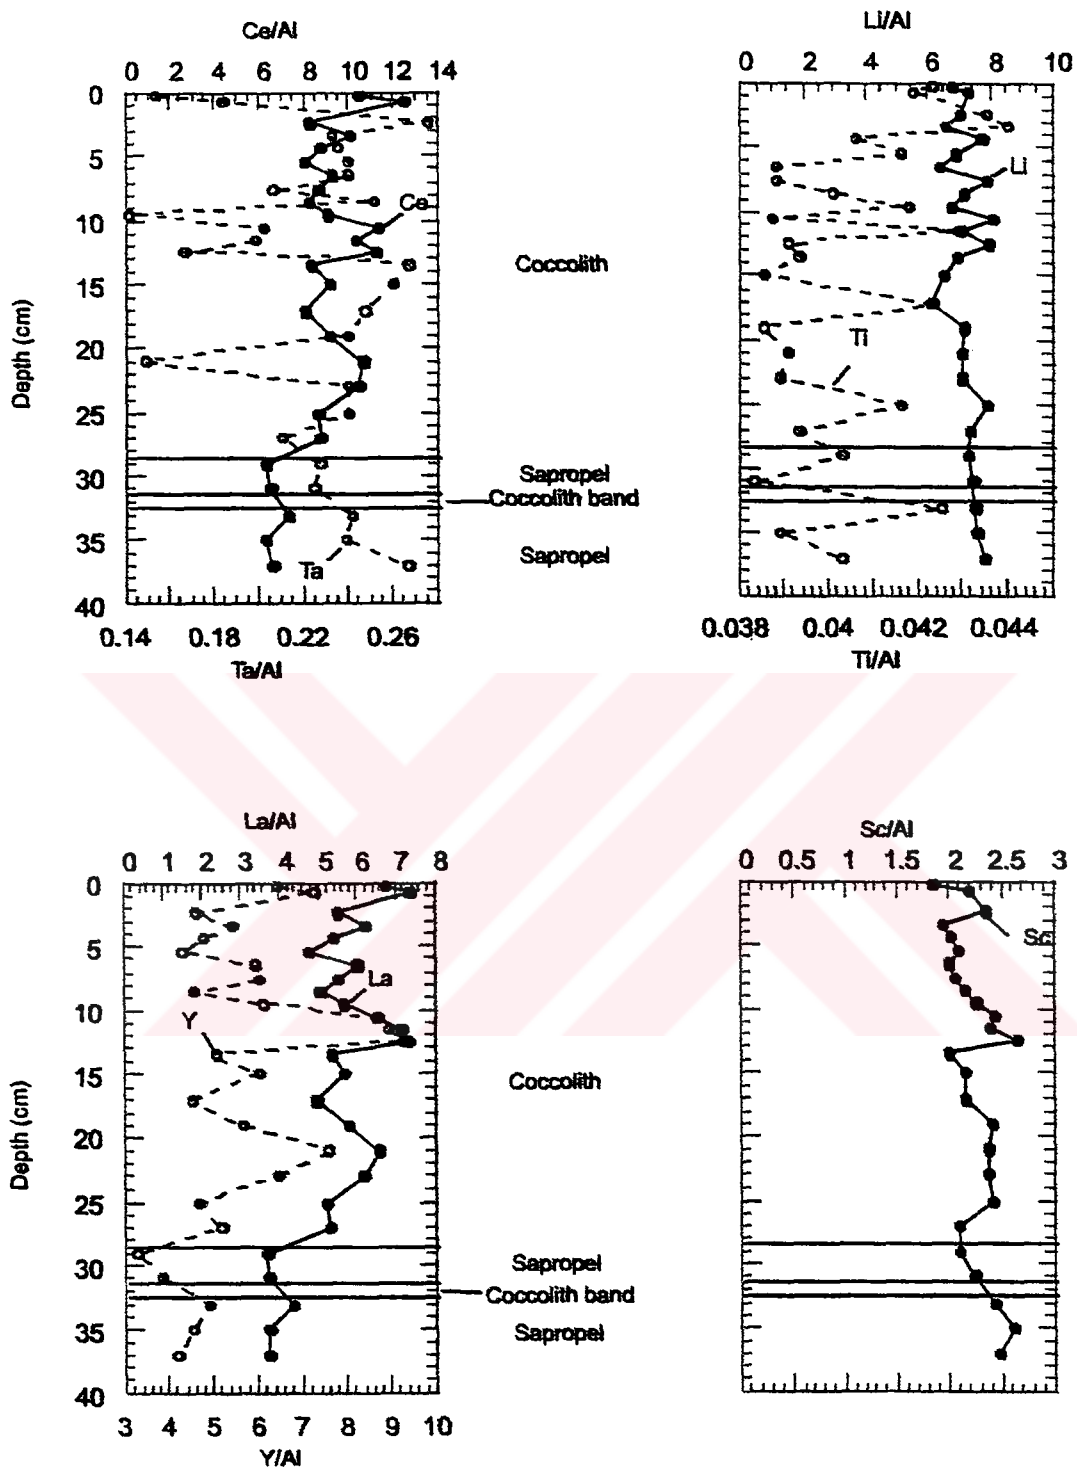 Ce/Al
0 2 4 6 8 10 12 14
Li/Al
0 2 4 6 8 10
0
5
10
15
20
25
30
35
40
Depth (cm)
Ce
Ta
Coccolith
Sapropel
Coccolith band
Sapropel
Li
Ti
0.14 0.18 0.22 0.26
Ta/Al
0.038 0.04 0.042 0.044
Ti/Al
La/Al
0 1 2 3 4 5 6 7 8
Sc/Al
0 0.5 1 1.5 2 2.5 3
0
5
10
15
20
25
30
35
40
Depth (cm)
La
Y
Coccolith
Sapropel
Coccolith band
Sapropel
Sc
3 4 5 6 7 8 9 10
Y/Al